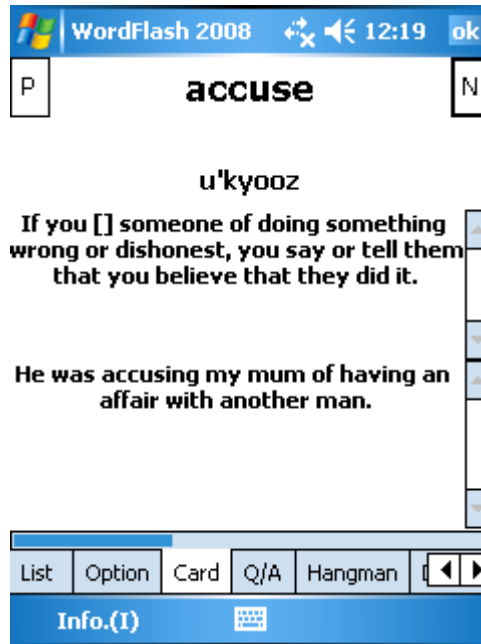 WordFlash 2008 12:19 ok
P accuse N
u'kyooz
If you [] someone of doing something
wrong or dishonest, you say or tell them
that you believe that they did it.
He was accusing my mum of having an
affair with another man.
List Option Card Q/A Hangman
Info.(I)